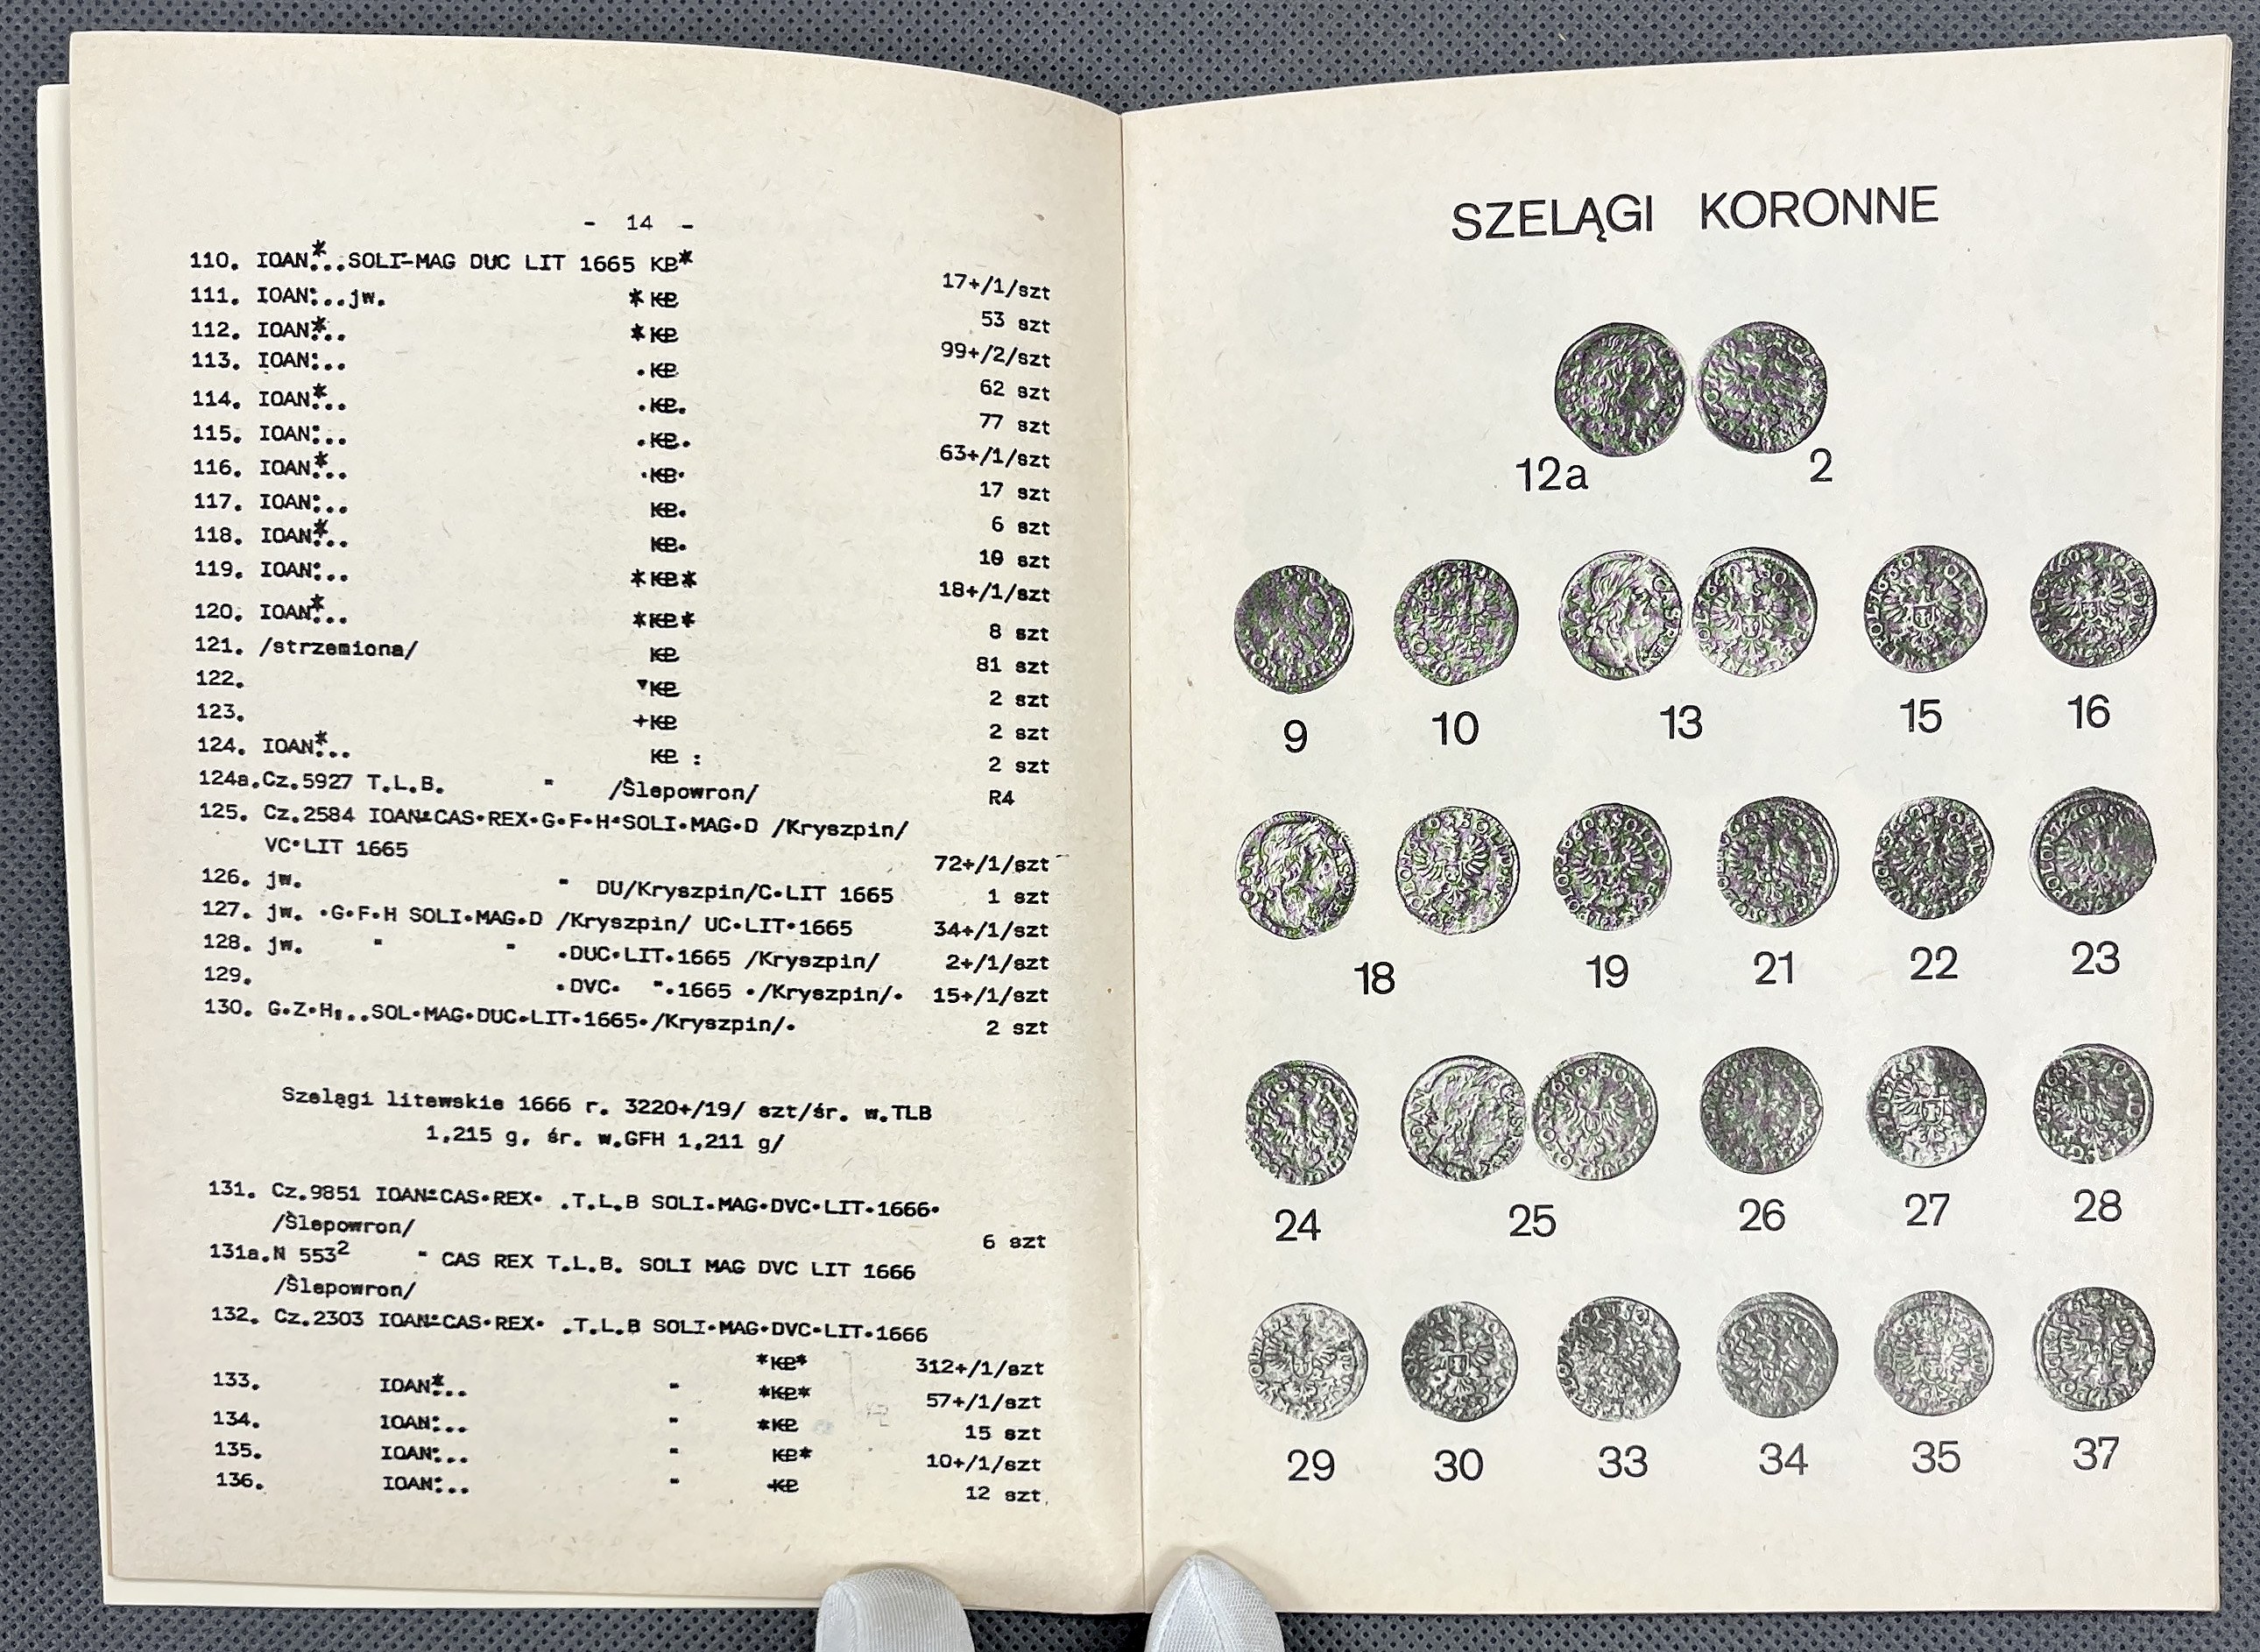 - 14 -
110. IOAN*...SOLI-MAG DUC LIT 1665 KB* 17+/1/szt
111. IOAN:...jw. *KB 53 szt
112. IOAN*... *KB 99+/2/szt
113. IOAN:... .KB 62 szt
114. IOAN*... .KB. 77 szt
115. IOAN:... .KB. 63+/1/szt
116. IOAN*... ·KB· 17 szt
117. IOAN:... KB. 6 szt
118. IOAN*... KB. 10 szt
119. IOAN:... *KB* 18+/1/szt
120. IOAN*... *KB* 8 szt
121. /strzemiona/ KB 81 szt
122. ▼KB 2 szt
123. +KB 2 szt
124. IOAN*... KB : 2 szt
124a.Cz.5927 T.L.B. " /Ślepowron/ R4
125. Cz.2584 IOAN:CAS·REX·G·F·H·SOLI·MAG·D /Kryszpin/
VC·LIT 1665 72+/1/szt
126. jw. " DU/Kryszpin/C·LIT 1665 1 szt
127. jw. ·G·F·H SOLI·MAG·D /Kryszpin/ UC·LIT·1665 34+/1/szt
128. jw. " " .DUC·LIT.1665 /Kryszpin/ 2+/1/szt
129. .DVC· ".1665 ·/Kryszpin/· 15+/1/szt
130. G·Z·H,..SOL·MAG·DUC·LIT·1665·/Kryszpin/· 2 szt
Szelągi litewskie 1666 r. 3220+/19/ szt/śr. w.TLB
1,215 g, śr. w.GFH 1,211 g/
131. Cz.9851 IOAN:CAS·REX· .T.L.B SOLI·MAG·DVC·LIT·1666·
/Ślepowron/ 6 szt
131a.N 553² " CAS REX T.L.B. SOLI MAG DVC LIT 1666
/Ślepowron/
132. Cz.2303 IOAN:CAS·REX· .T.L.B SOLI·MAG·DVC·LIT·1666
*KB* 312+/1/szt
133. IOAN*... " *KB* 57+/1/szt
134. IOAN:... " *KB 15 szt
135. IOAN:... " KB* 10+/1/szt
136. IOAN:... " KB 12 szt
SZELĄGI KORONNE
12a 2
9 10 13 15 16
18 19 21 22 23
24 25 26 27 28
29 30 33 34 35 37